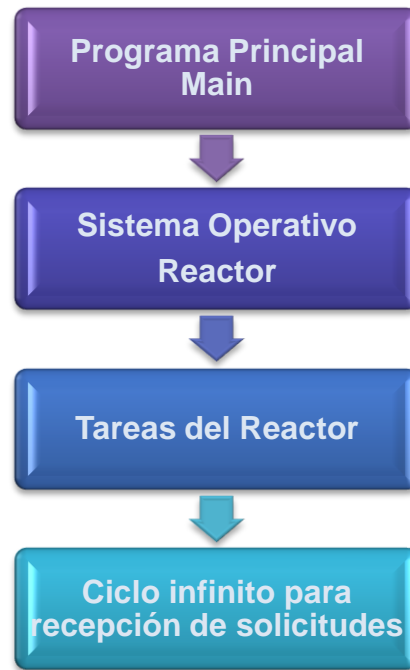 Programa Principal
Main
Sistema Operativo
Reactor
Tareas del Reactor
Ciclo infinito para
recepción de solicitudes